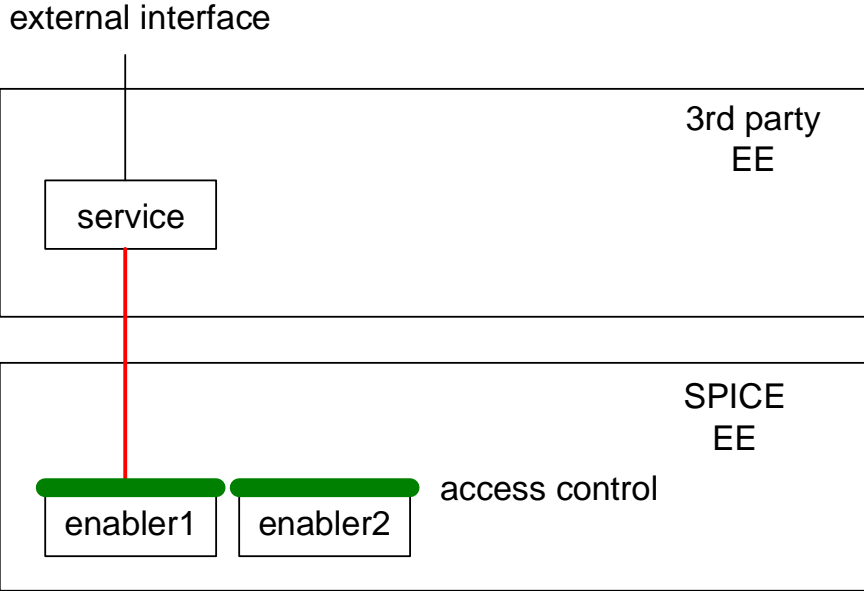 external interface
3rd party
EE
service
SPICE
EE
access control
enabler1
enabler2